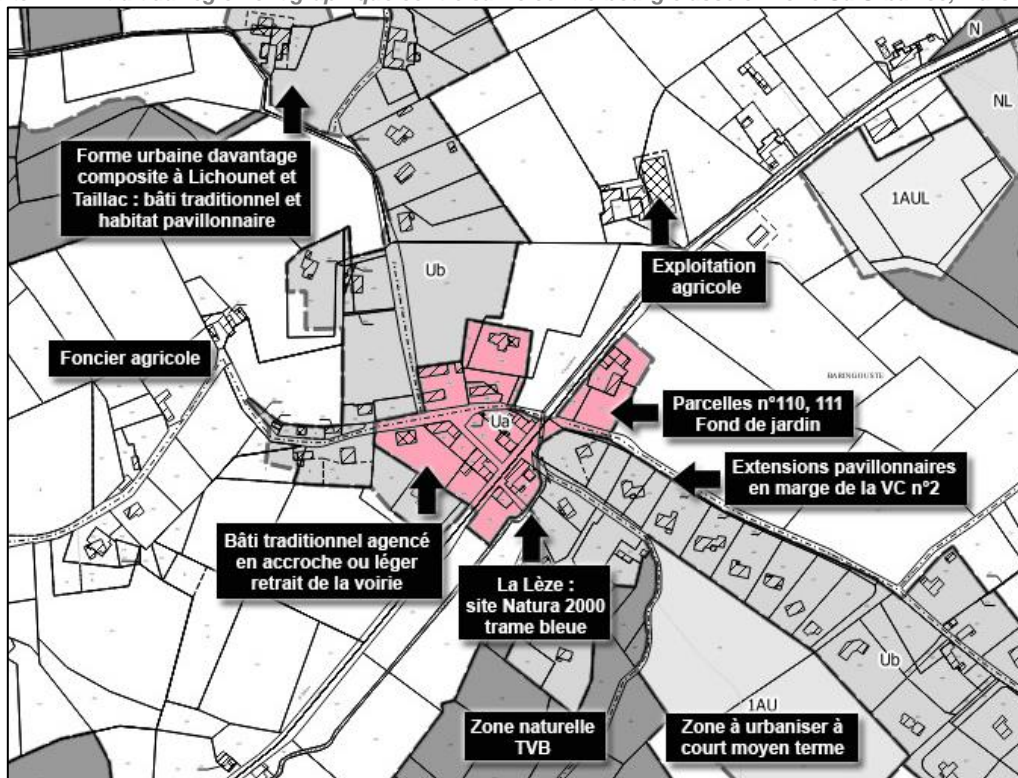 N
NL
1AUL
Forme urbaine davantage
composite à Lichounet et
Taillac : bâti traditionnel et
habitat pavillonnaire
Ub
Exploitation
agricole
Foncier agricole
BARINGOUSTE
Parcelles n°110, 111
Fond de jardin
Ua
Extensions pavillonnaires
en marge de la VC n°2
Bâti traditionnel agencé
en accroche ou léger
retrait de la voirie
La Lèze :
site Natura 2000
trame bleue
Ub
1AU
Zone naturelle
TVB
Zone à urbaniser à
court moyen terme